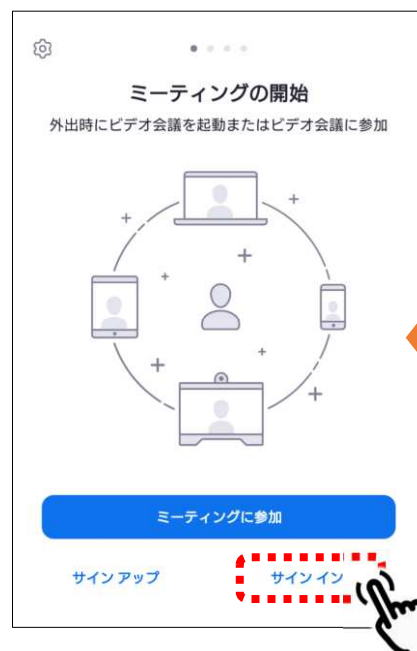 ミーティングの開始
外出時にビデオ会議を起動またはビデオ会議に参加
ミーティングに参加
サイン アップ
サイン イン